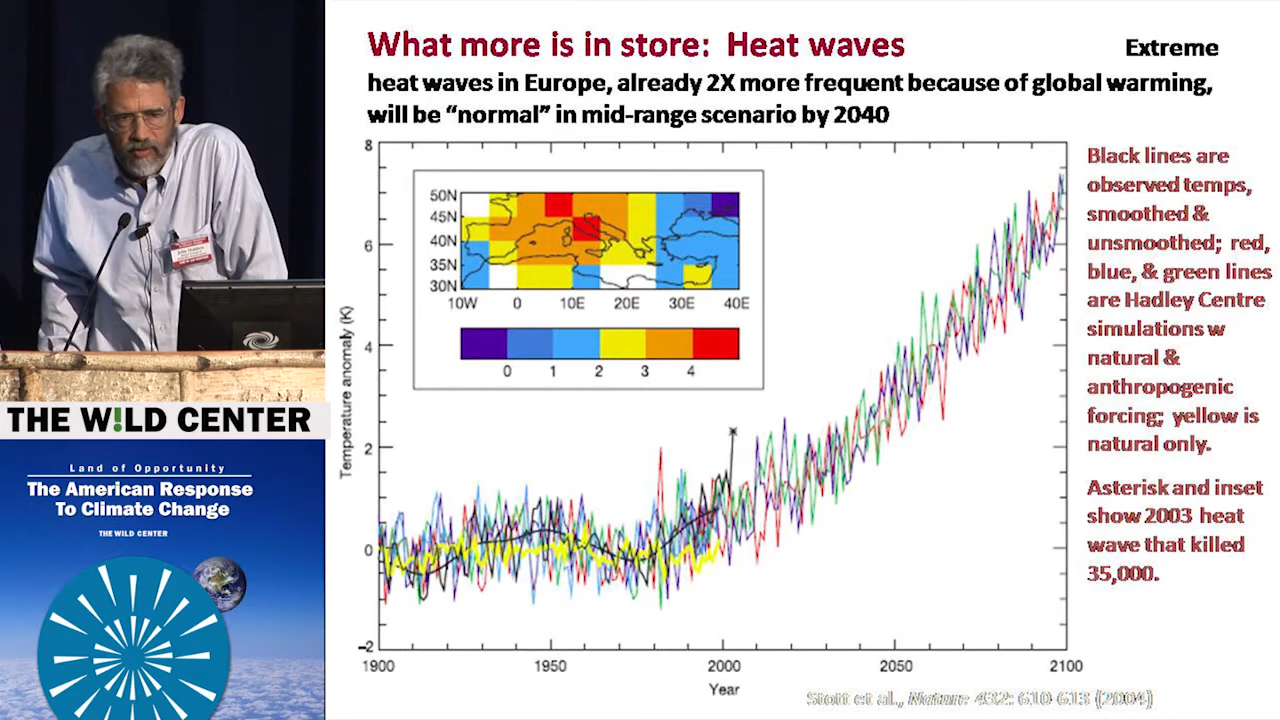 What more is in store: Heat waves Extreme
heat waves in Europe, already 2X more frequent because of global warming,
will be “normal” in mid-range scenario by 2040
8
6
4
2
0
−2
Temperature anomaly (K)
50N
45N
40N
35N
30N
10W 0 10E 20E 30E 40E
0 1 2 3 4
1900 1950 2000 2050 2100
Year
Black lines are
observed temps,
smoothed &
unsmoothed; red,
blue, & green lines
are Hadley Centre
simulations w
natural &
anthropogenic
forcing; yellow is
natural only.
Asterisk and inset
show 2003 heat
wave that killed
35,000.
Stott et al., Nature 432: 610-613 (2004)
THE W!LD CENTER
Land of Opportunity
The American Response
To Climate Change
THE WILD CENTER